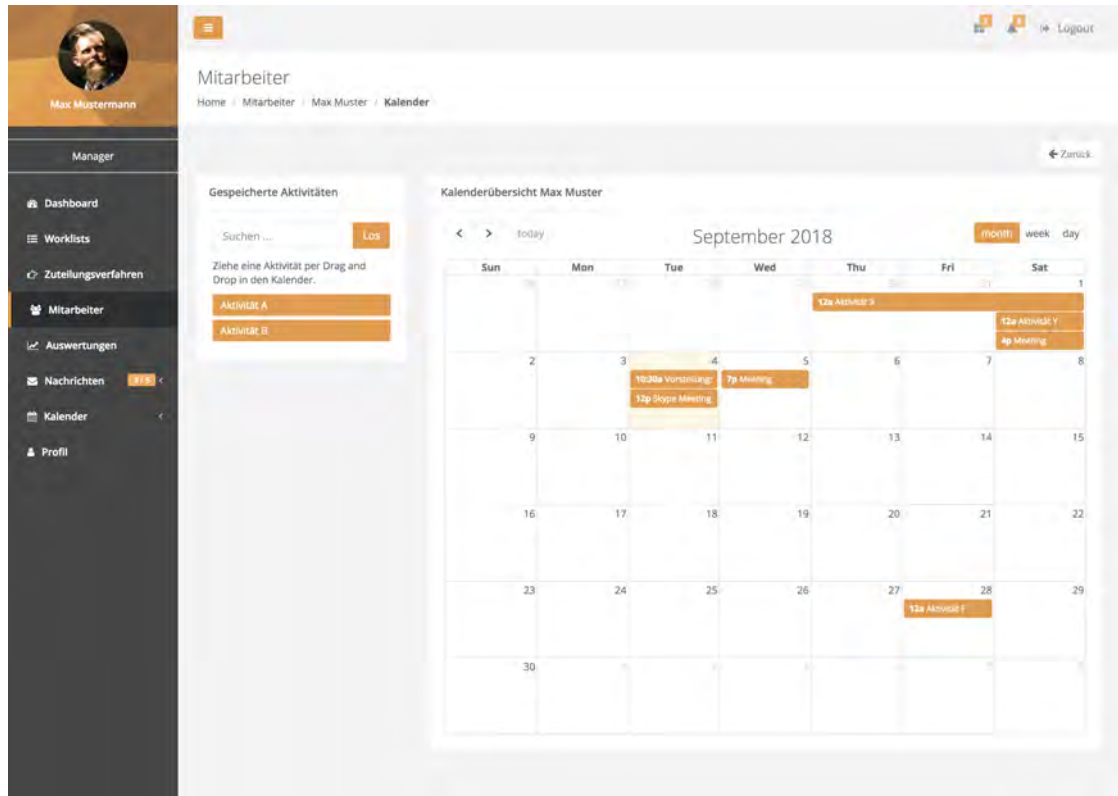 Max Mustermann
Manager
Dashboard
Worklists
Zuteilungsverfahren
Mitarbeiter
Auswertungen
Nachrichten
Kalender
Profil
Logout
Mitarbeiter
Home / Mitarbeiter / Max Muster / Kalender
Zurück
Gespeicherte Aktivitäten
Suchen ... Los
Ziehe eine Aktivität per Drag and
Drop in den Kalender.
Aktivität A
Aktivität B
Kalenderübersicht Max Muster
today September 2018 month week day
Sun Mon Tue Wed Thu Fri Sat
1
12a Aktivität X
12a Aktivität Y
4p Meeting
2 3 4 5 6 7 8
10:30a 7p Meeting
12p Skype Meeting
9 10 11 12 13 14 15
16 17 18 19 20 21 22
23 24 25 26 27 28 29
12a Aktivität F
30